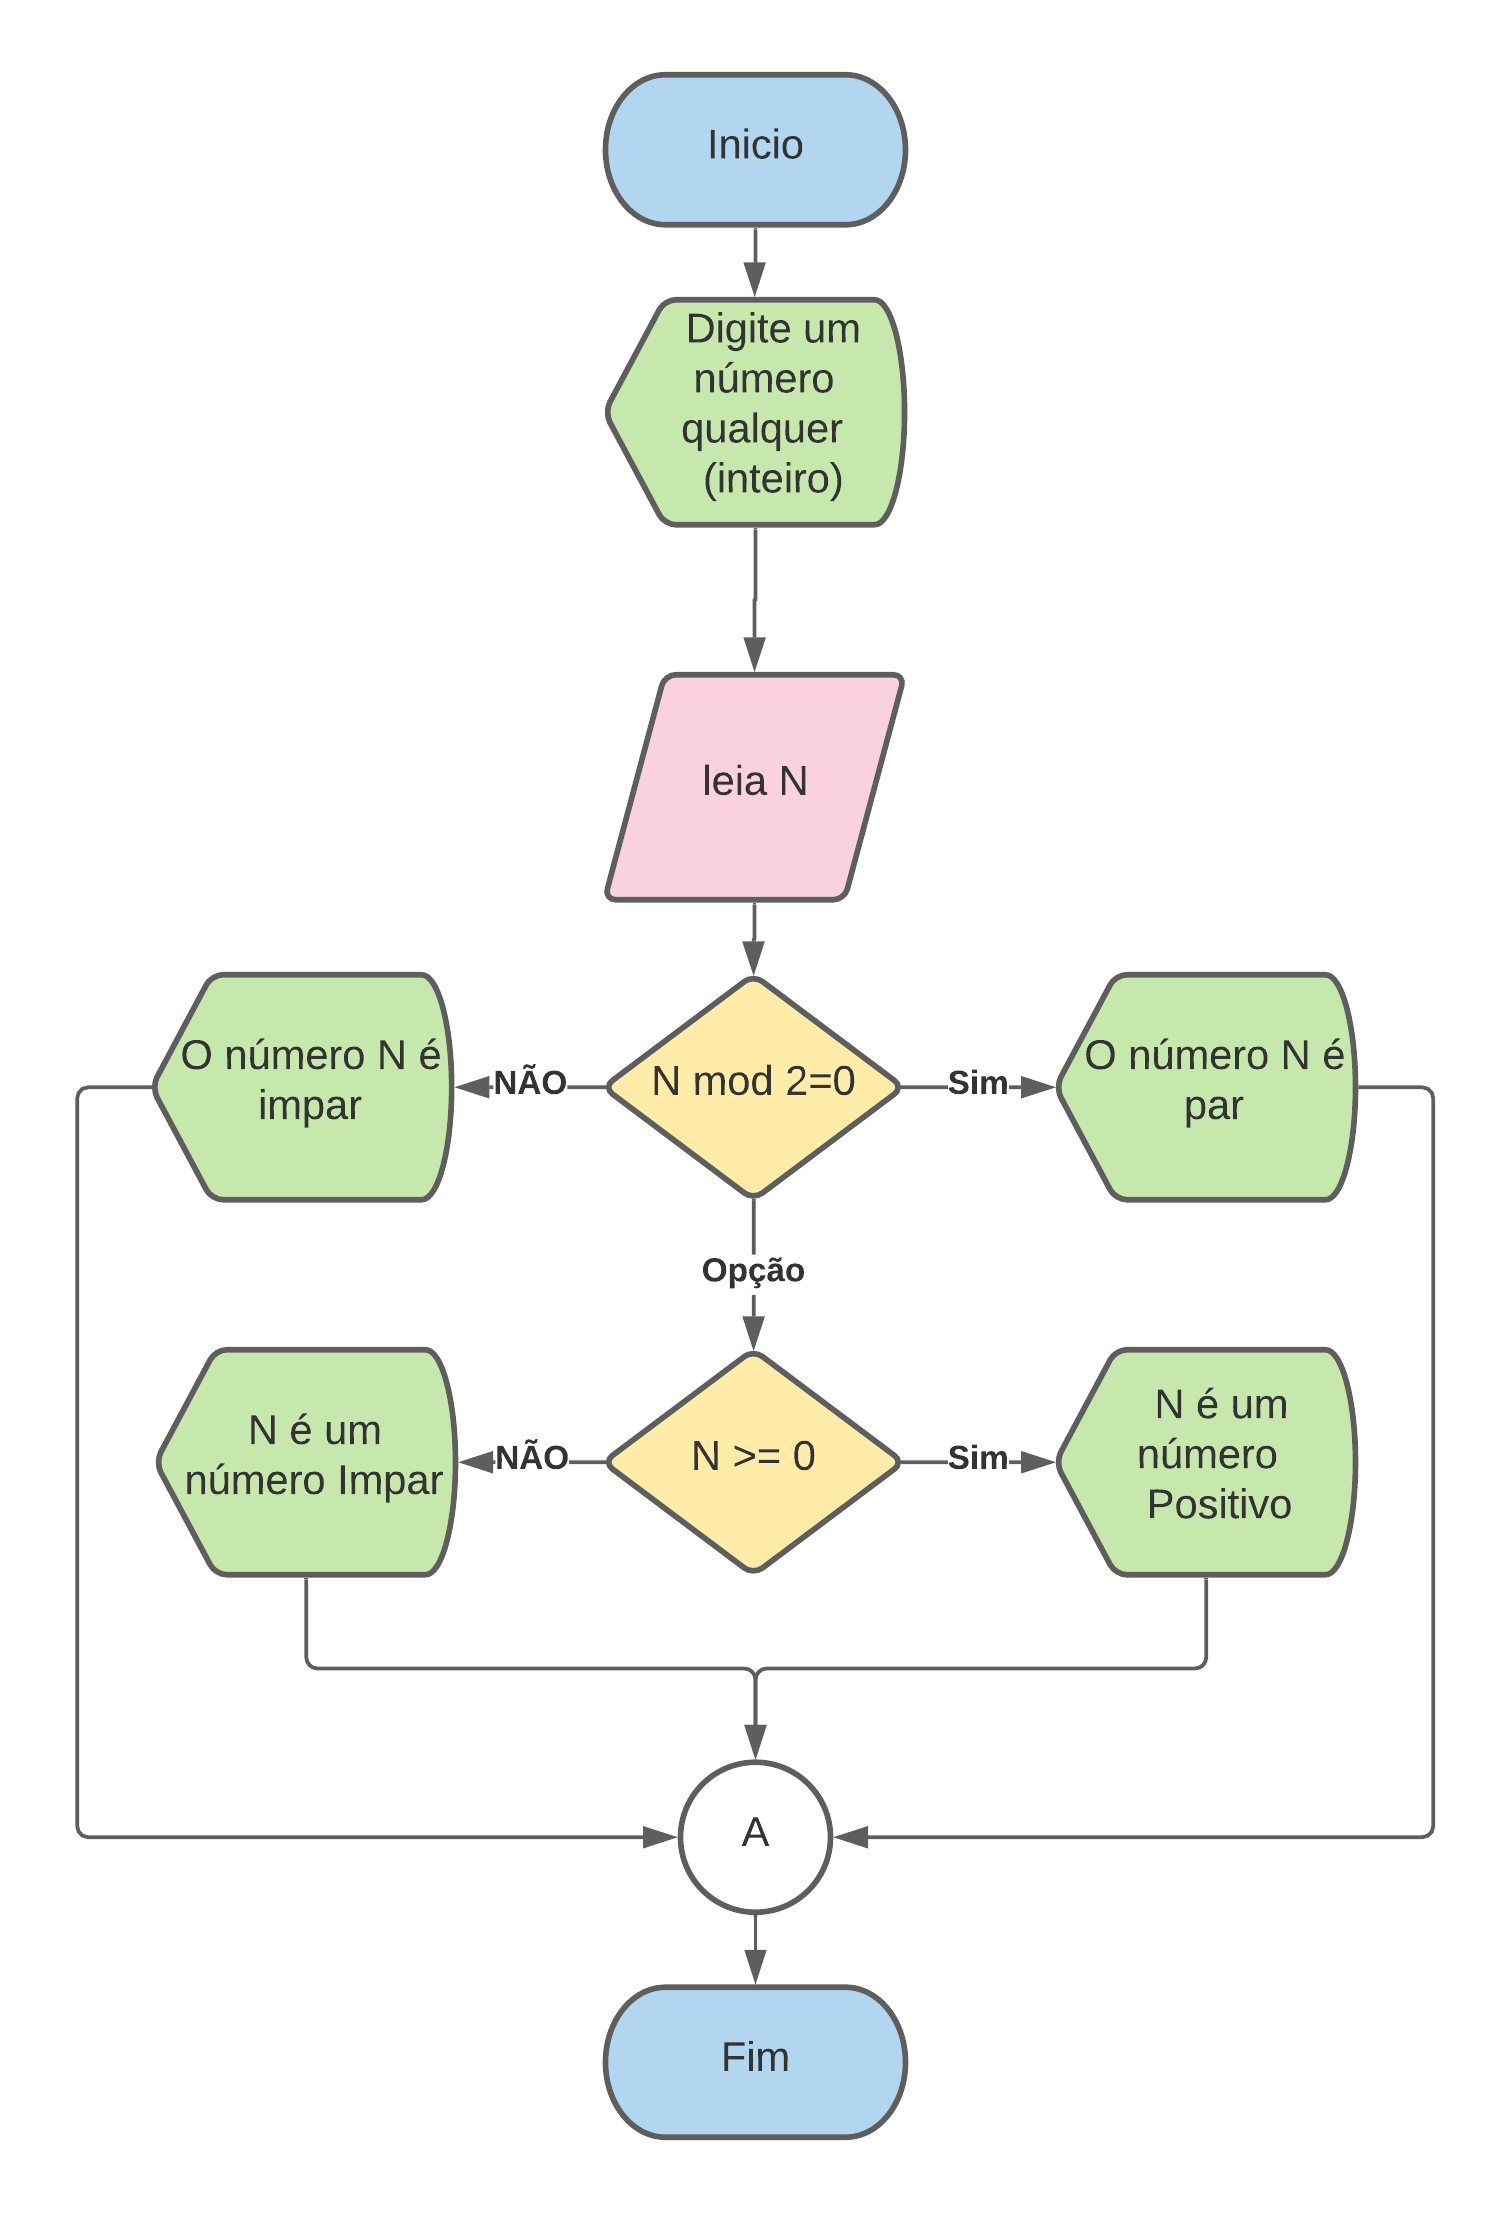 Inicio
Digite um
número
qualquer
(inteiro)
leia N
O número N é
impar
NÃO
N mod 2=0
Sim
O número N é
par
Opção
N é um
número Impar
NÃO
N >= 0
Sim
N é um
número
Positivo
A
Fim